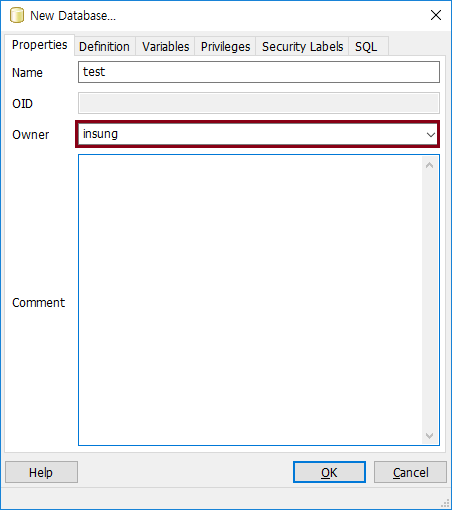 New Database...
Properties Definition Variables Privileges Security Labels SQL
Name test
OID
Owner insung
Comment
Help OK Cancel